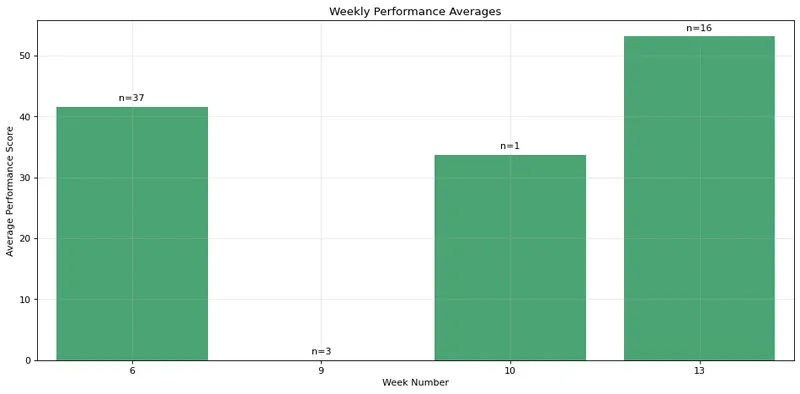 Weekly Performance Averages
n=16
n=37
n=1
n=3
50
40
30
20
10
0
Average Performance Score
6
9
10
13
Week Number